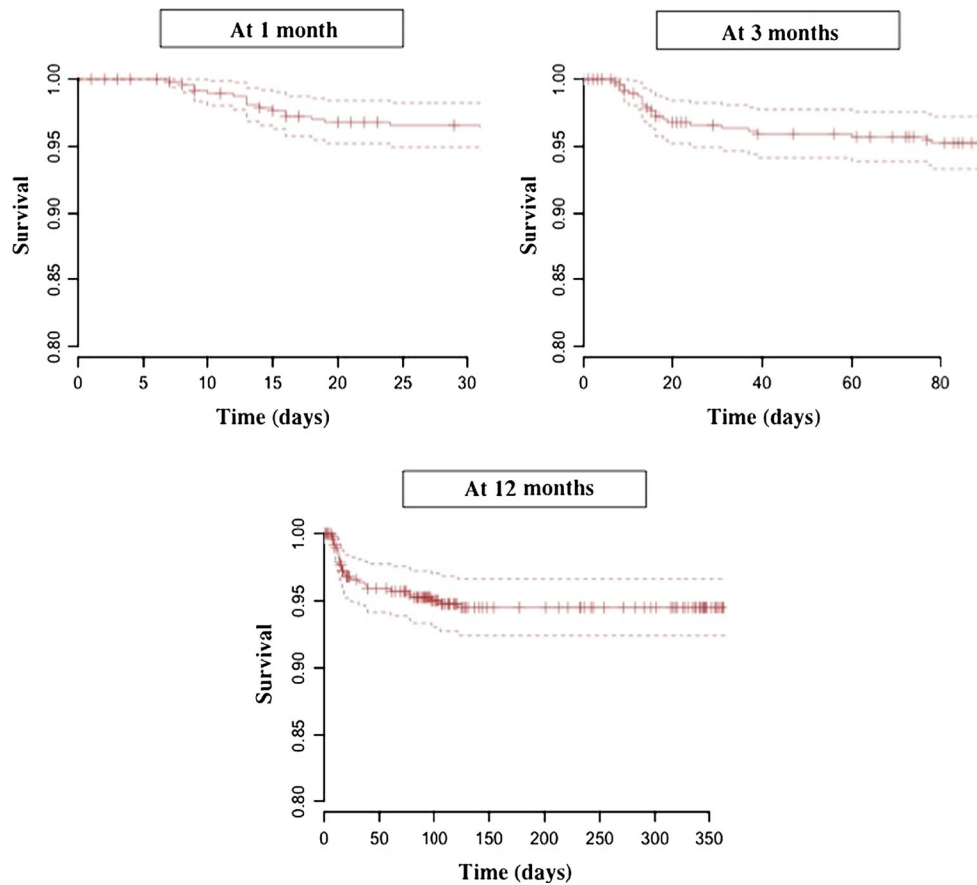 At 1 month
1.00
0.95
0.90
0.85
0.80
Survival
0 5 10 15 20 25 30
Time (days)
At 3 months
1.00
0.95
0.90
0.85
0.80
Survival
0 20 40 60 80
Time (days)
At 12 months
1.00
0.95
0.90
0.85
0.80
Survival
0 50 100 150 200 250 300 350
Time (days)